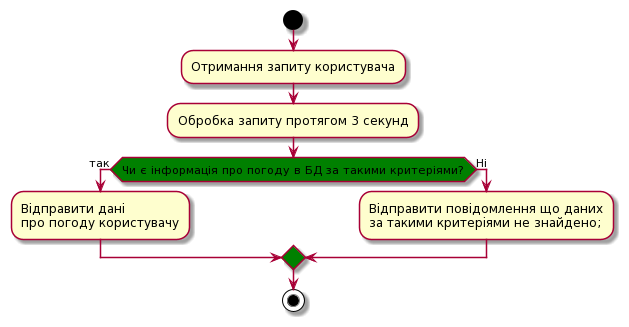 Отримання запиту користувача
Обробка запиту протягом 3 секунд
так
Чи є інформація про погоду в БД за такими критеріями?
Ні
Відправити дані
про погоду користувачу
Відправити повідомлення що даних
за такими критеріями не знайдено;